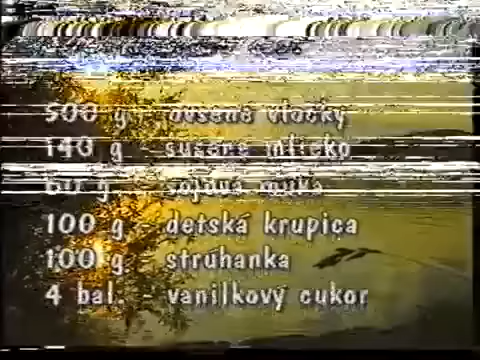 500 g - ovsené vločky
140 g - sušené mlieko
g - sójová múka
100 g - detská krupica
100 g - strúhanka
4 bal. - vanilkový cukor